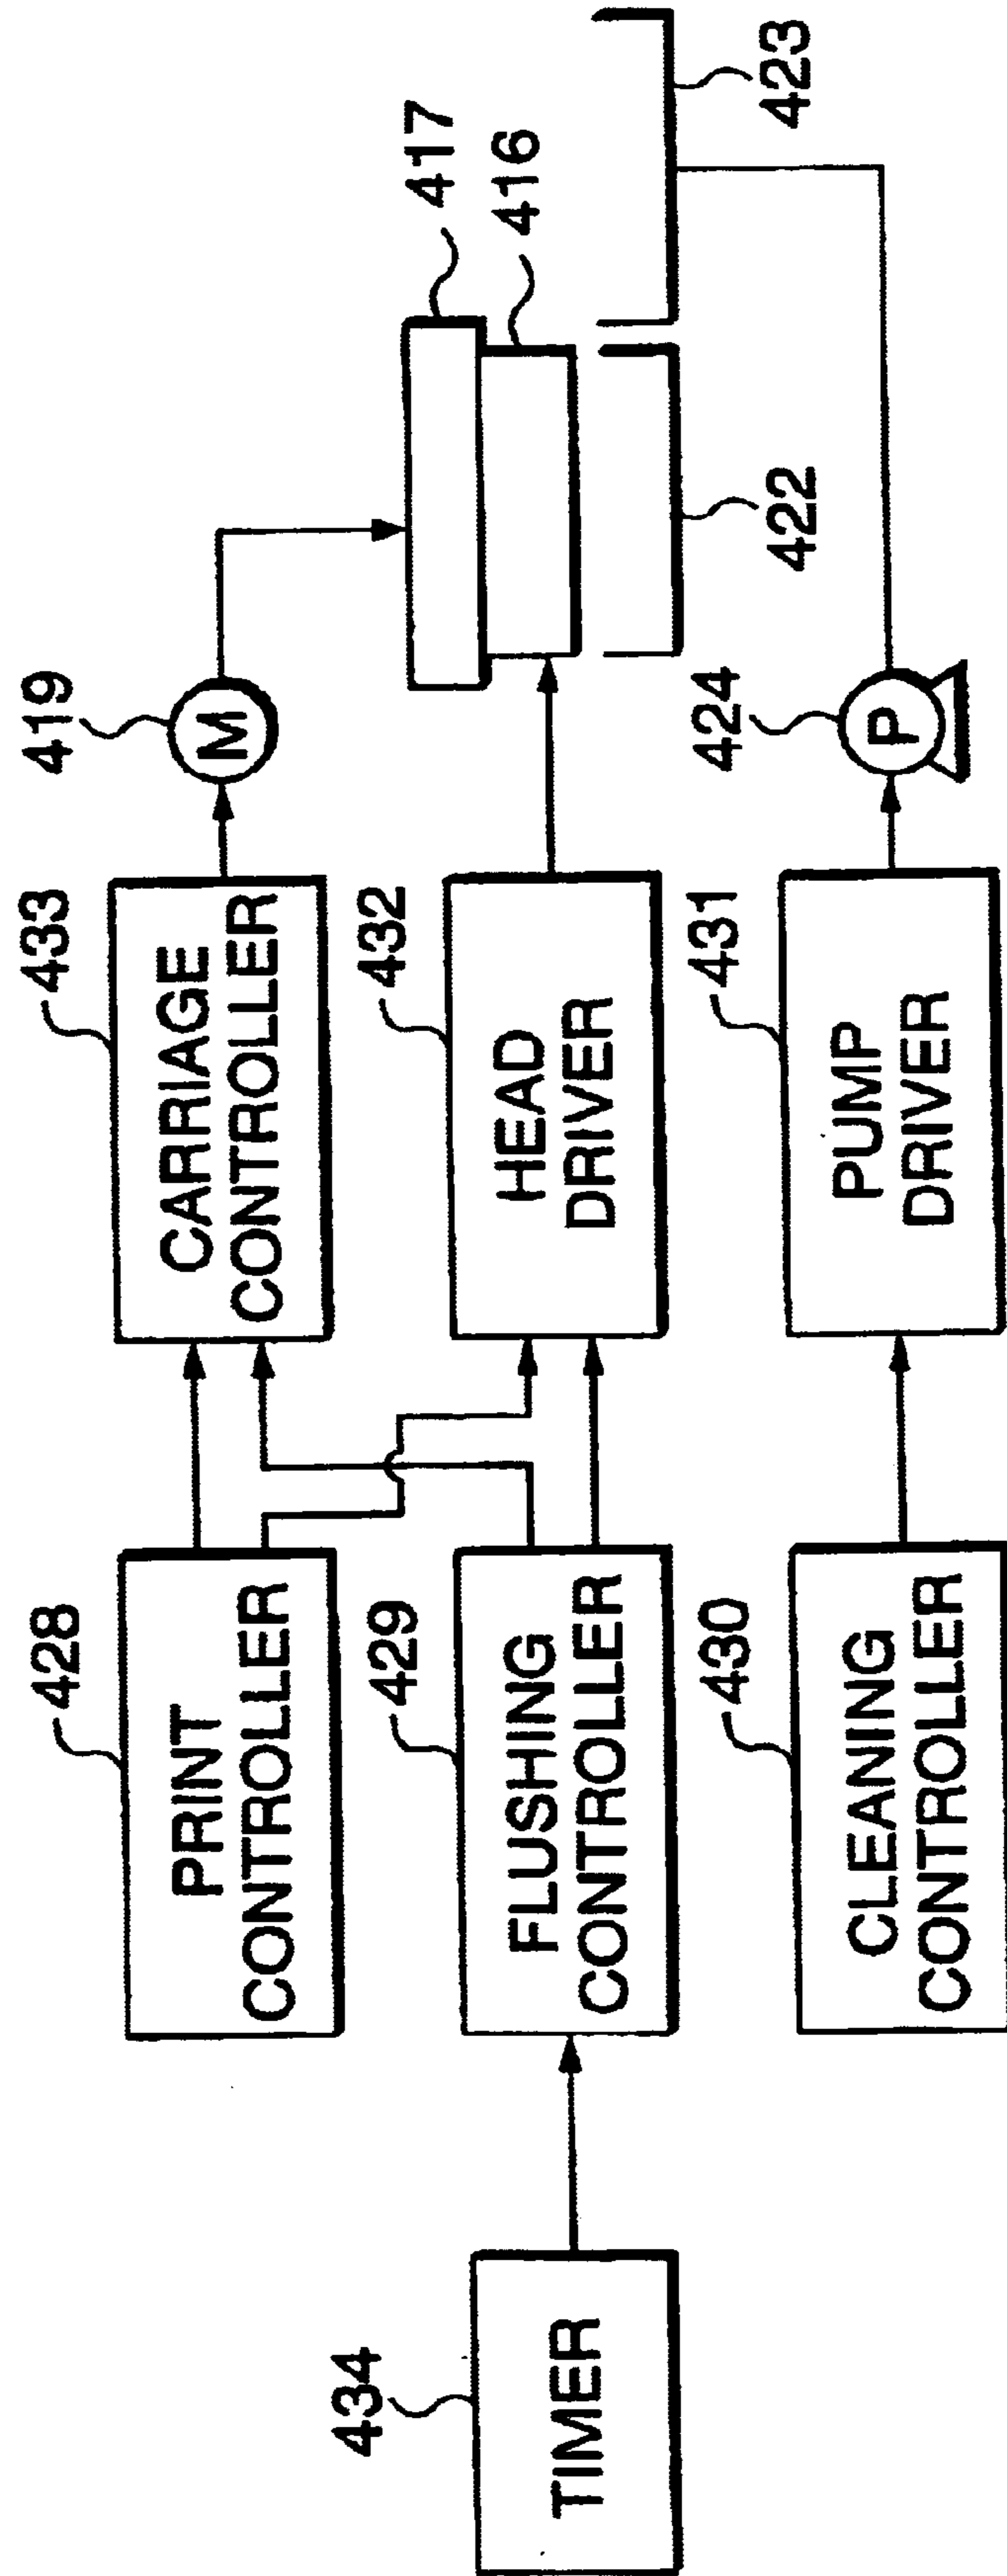 434
TIMER
428
PRINT
CONTROLLER
429
FLUSHING
CONTROLLER
430
CLEANING
CONTROLLER
433
CARRIAGE
CONTROLLER
432
HEAD
DRIVER
431
PUMP
DRIVER
419
M
424
P
417
416
422
423